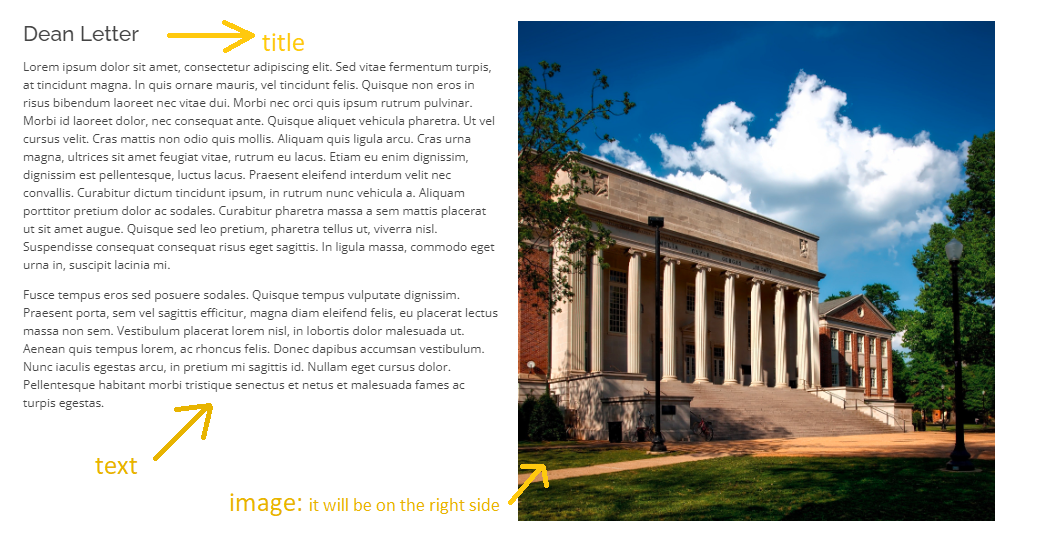 Dean Letter
title
Lorem ipsum dolor sit amet, consectetur adipiscing elit. Sed vitae fermentum turpis,
at tincidunt magna. In quis ornare mauris, vel tincidunt felis. Quisque non eros in
risus bibendum laoreet nec vitae dui. Morbi nec orci quis ipsum rutrum pulvinar.
Morbi id laoreet dolor, nec consequat ante. Quisque aliquet vehicula pharetra. Ut vel
cursus velit. Cras mattis non odio quis mollis. Aliquam quis ligula arcu. Cras urna
magna, ultrices sit amet feugiat vitae, rutrum eu lacus. Etiam eu enim dignissim,
dignissim est pellentesque, luctus lacus. Praesent eleifend interdum velit nec
convallis. Curabitur dictum tincidunt ipsum, in rutrum nunc vehicula a. Aliquam
porttitor pretium dolor ac sodales. Curabitur pharetra massa a sem mattis placerat
ut sit amet augue. Quisque sed leo pretium, pharetra tellus ut, viverra nisl.
Suspendisse consequat consequat risus eget sagittis. In ligula massa, commodo eget
urna in, suscipit lacinia mi.
Fusce tempus eros sed posuere sodales. Quisque tempus vulputate dignissim.
Praesent porta, sem vel sagittis efficitur, magna diam eleifend felis, eu placerat lectus
massa non sem. Vestibulum placerat lorem nisl, in lobortis dolor malesuada ut.
Aenean quis tempus lorem, ac rhoncus felis. Donec dapibus accumsan vestibulum.
Nunc iaculis egestas arcu, in pretium mi sagittis id. Nullam eget cursus dolor.
Pellentesque habitant morbi tristique senectus et netus et malesuada fames ac
turpis egestas.
text
image: it will be on the right side